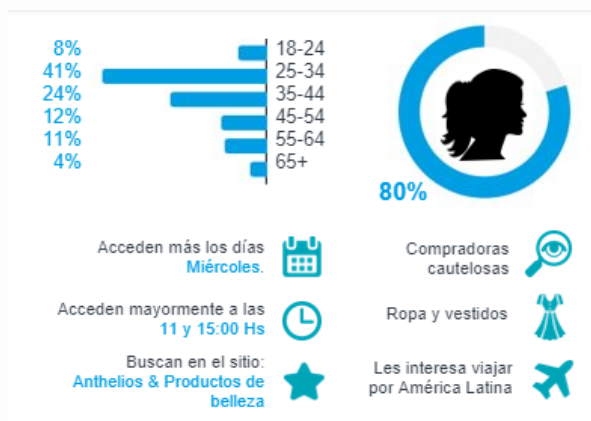 8% 18-24
41% 25-34
24% 35-44
12% 45-54
11% 55-64
4% 65+
80%
Acceden más los días
Miércoles.
Acceden mayormente a las
11 y 15:00 Hs
Buscan en el sitio:
Anthelios & Productos de
belleza
Compradoras
cautelosas
Ropa y vestidos
Les interesa viajar
por América Latina